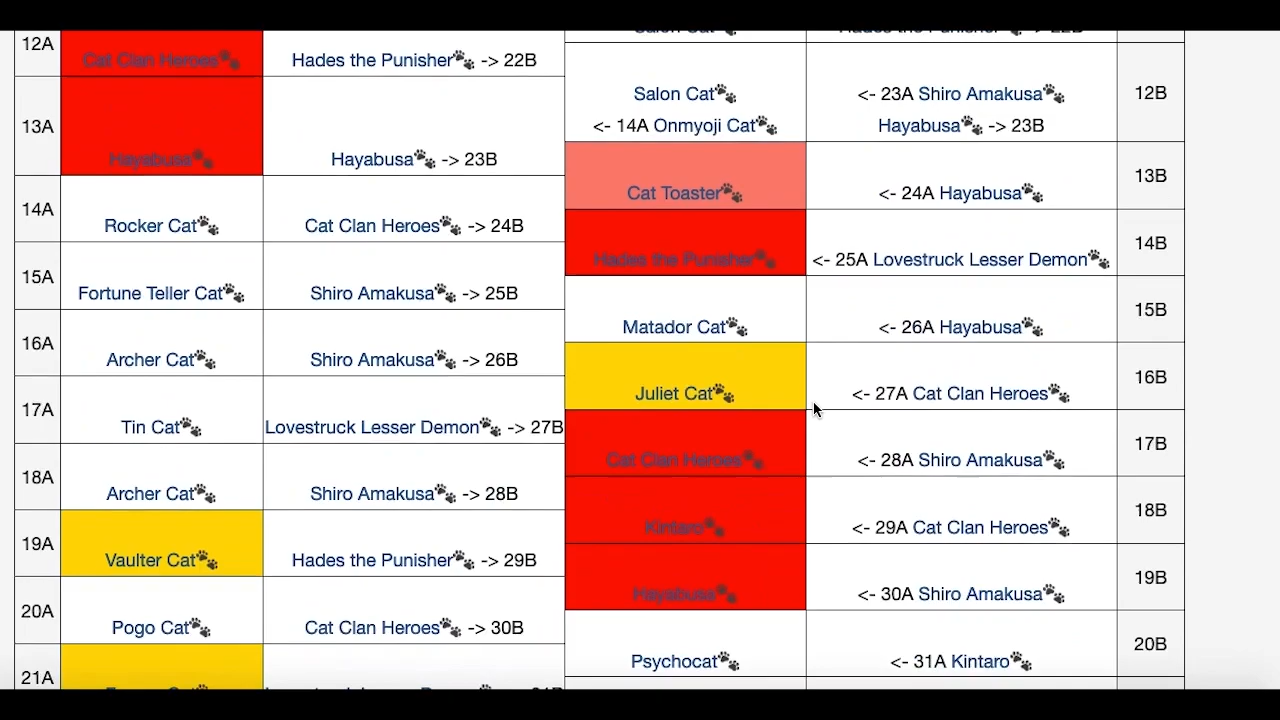 12A
Cat Clan Heroes🐾
Hades the Punisher🐾 -> 22B
13A
Hayabusa🐾
Hayabusa🐾 -> 23B
14A
Rocker Cat🐾
Cat Clan Heroes🐾 -> 24B
15A
Fortune Teller Cat🐾
Shiro Amakusa🐾 -> 25B
16A
Archer Cat🐾
Shiro Amakusa🐾 -> 26B
17A
Tin Cat🐾
Lovestruck Lesser Demon🐾 -> 27B
18A
Archer Cat🐾
Shiro Amakusa🐾 -> 28B
19A
Vaulter Cat🐾
Hades the Punisher🐾 -> 29B
20A
Pogo Cat🐾
Cat Clan Heroes🐾 -> 30B
21A
Salon Cat🐾
Hades the Punisher🐾 -> 22B
Salon Cat🐾
<- 14A Onmyoji Cat🐾
<- 23A Shiro Amakusa🐾
Hayabusa🐾 -> 23B
12B
Cat Toaster🐾
<- 24A Hayabusa🐾
13B
Hades the Punisher🐾
<- 25A Lovestruck Lesser Demon🐾
14B
Matador Cat🐾
<- 26A Hayabusa🐾
15B
Juliet Cat🐾
<- 27A Cat Clan Heroes🐾
16B
Cat Clan Heroes🐾
<- 28A Shiro Amakusa🐾
17B
Kintaro🐾
<- 29A Cat Clan Heroes🐾
18B
Hayabusa🐾
<- 30A Shiro Amakusa🐾
19B
Psychocat🐾
<- 31A Kintaro🐾
20B